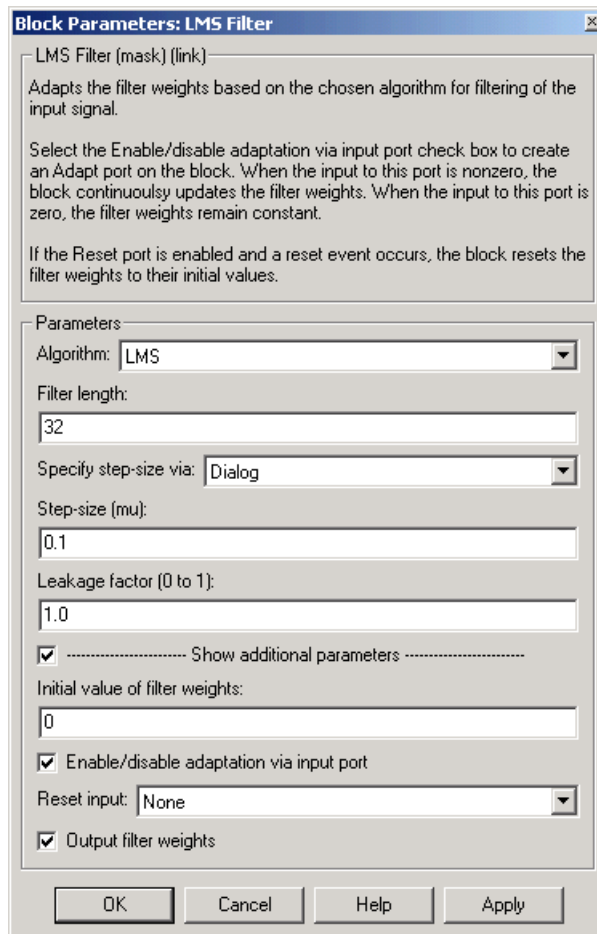 Block Parameters: LMS Filter
LMS Filter (mask) (link)
Adapts the filter weights based on the chosen algorithm for filtering of the
input signal.
Select the Enable/disable adaptation via input port check box to create
an Adapt port on the block. When the input to this port is nonzero, the
block continuoulsy updates the filter weights. When the input to this port is
zero, the filter weights remain constant.
If the Reset port is enabled and a reset event occurs, the block resets the
filter weights to their initial values.
Parameters
Algorithm: LMS
Filter length:
32
Specify step-size via: Dialog
Step-size (mu):
0.1
Leakage factor (0 to 1):
1.0
------------------------ Show additional parameters ------------------------
Initial value of filter weights:
0
Enable/disable adaptation via input port
Reset input: None
Output filter weights
OK Cancel Help Apply